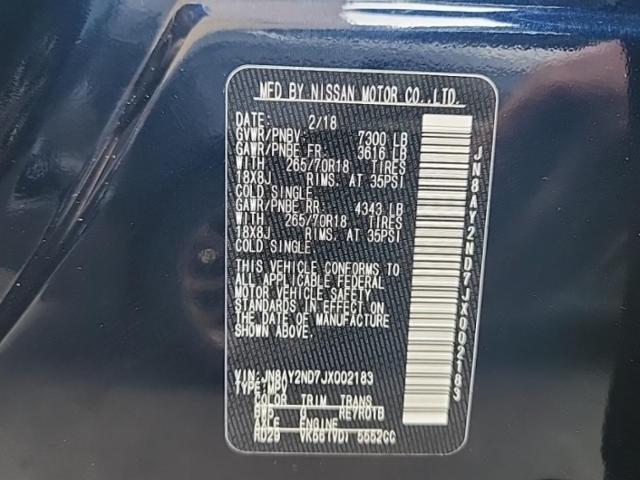 MFD BY NISSAN MOTOR CO.,LTD.
DATE: 2/18
GVWR/PNBV 7300 LB
GAWR/PNBE FR 3616 LB
WITH 265/70R18 TIRES
18X8J RIMS: AT 35PSI
COLD SINGLE
GAWR/PNBE RR 4343 LB
WITH 265/70R18 TIRES
18X8J RIMS: AT 35PSI
COLD SINGLE
THIS VEHICLE CONFORMS TO
ALL APPLICABLE FEDERAL
MOTOR VEHICLE SAFETY
STANDARDS IN EFFECT ON
THE DATE OF MANUFACTURE
SHOWN ABOVE.
VIN: JN8AY2ND7JX002183
TYPE:
COLOR TRIM TRANS
G RE7R01B
AXLE ENGINE
RD29 VK56(VD) 5552CC
JN8AY2ND7JX002183